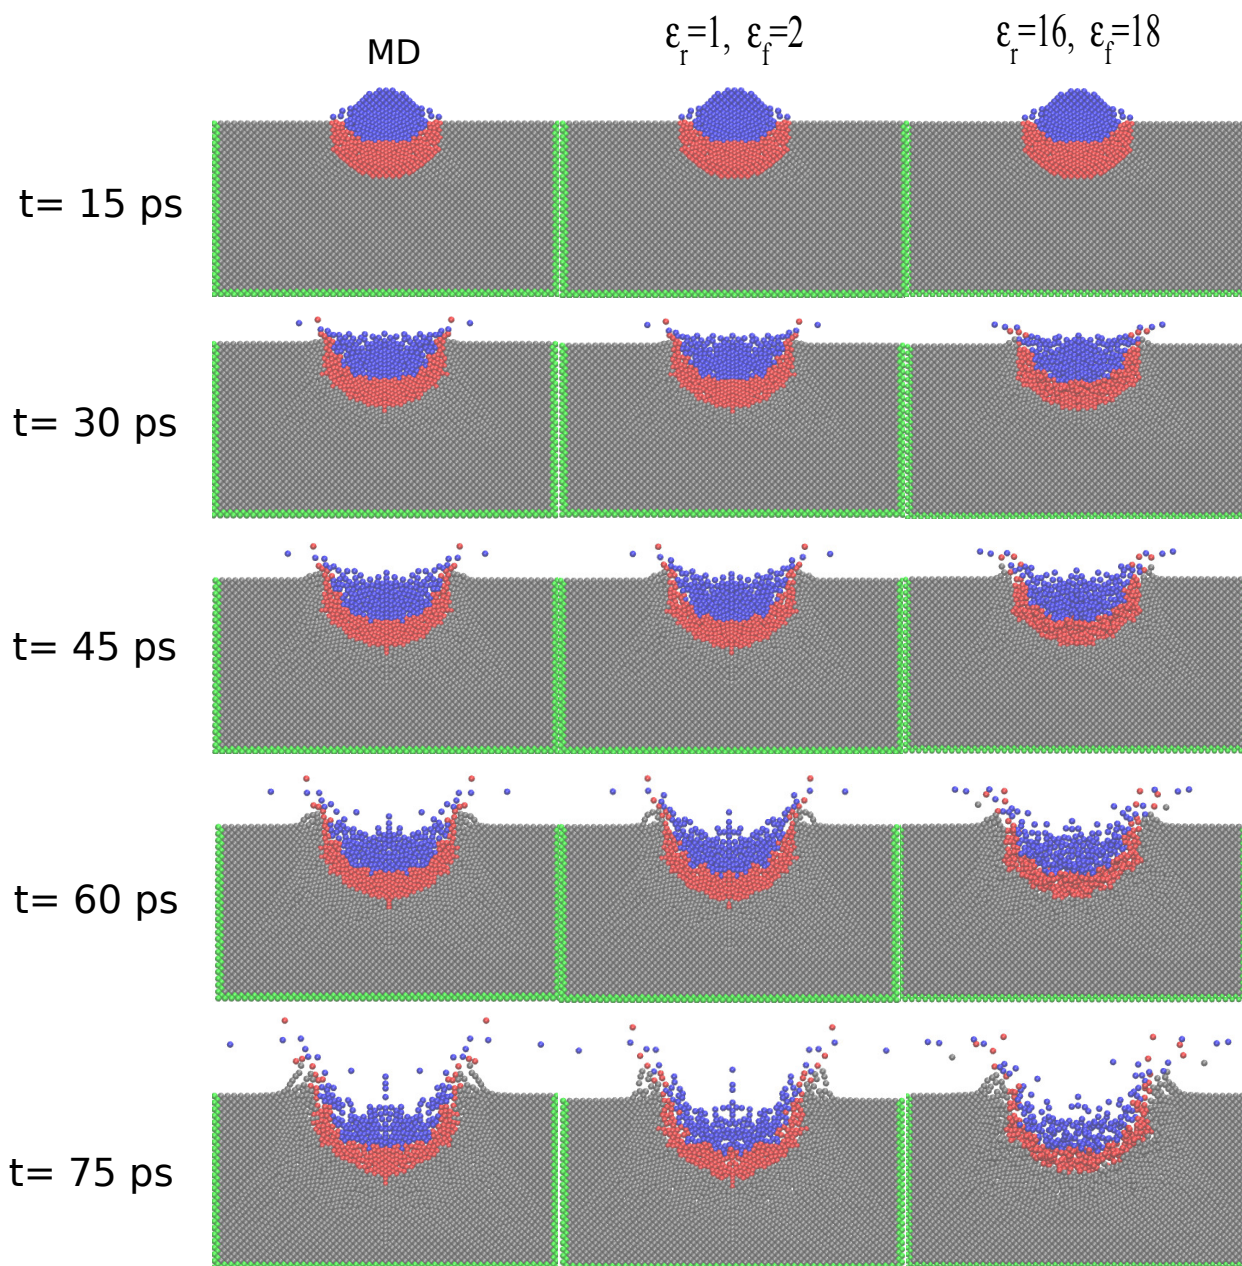 MD
εr=1, εf=2
εr=16, εf=18
t= 15 ps
t= 30 ps
t= 45 ps
t= 60 ps
t= 75 ps